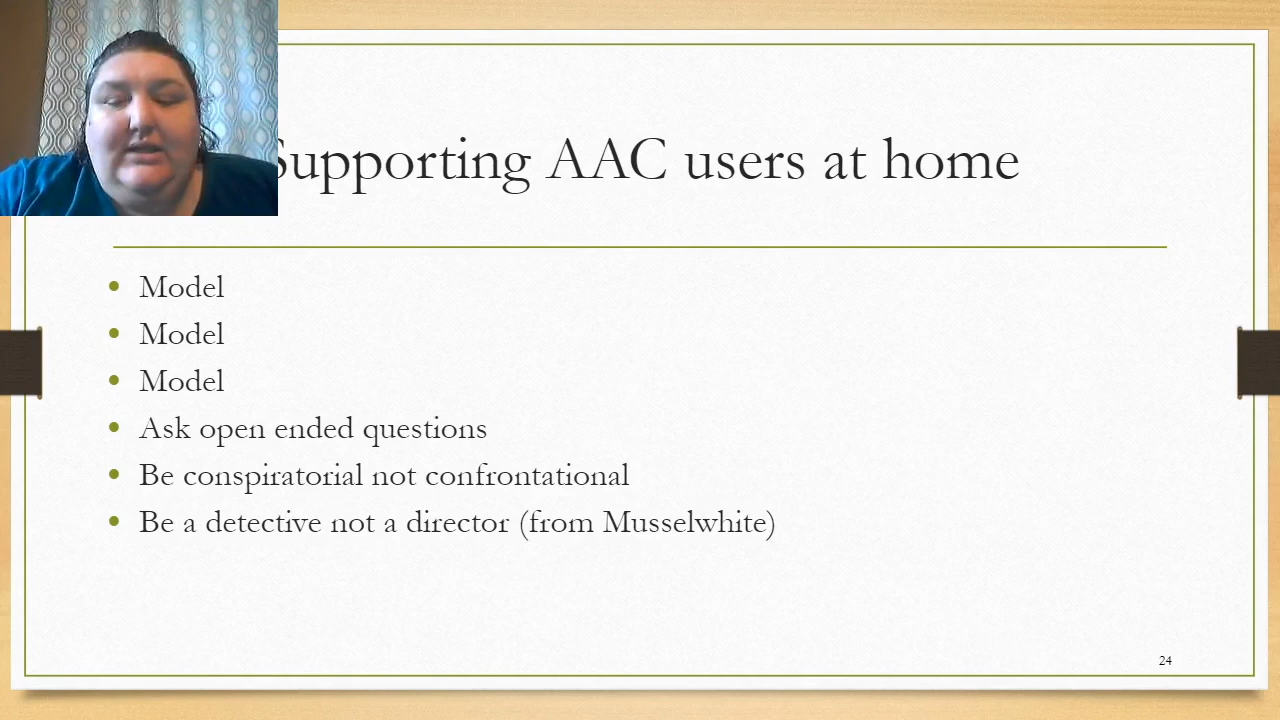 Supporting AAC users at home
• Model
• Model
• Model
• Ask open ended questions
• Be conspiratorial not confrontational
• Be a detective not a director (from Musselwhite)
24